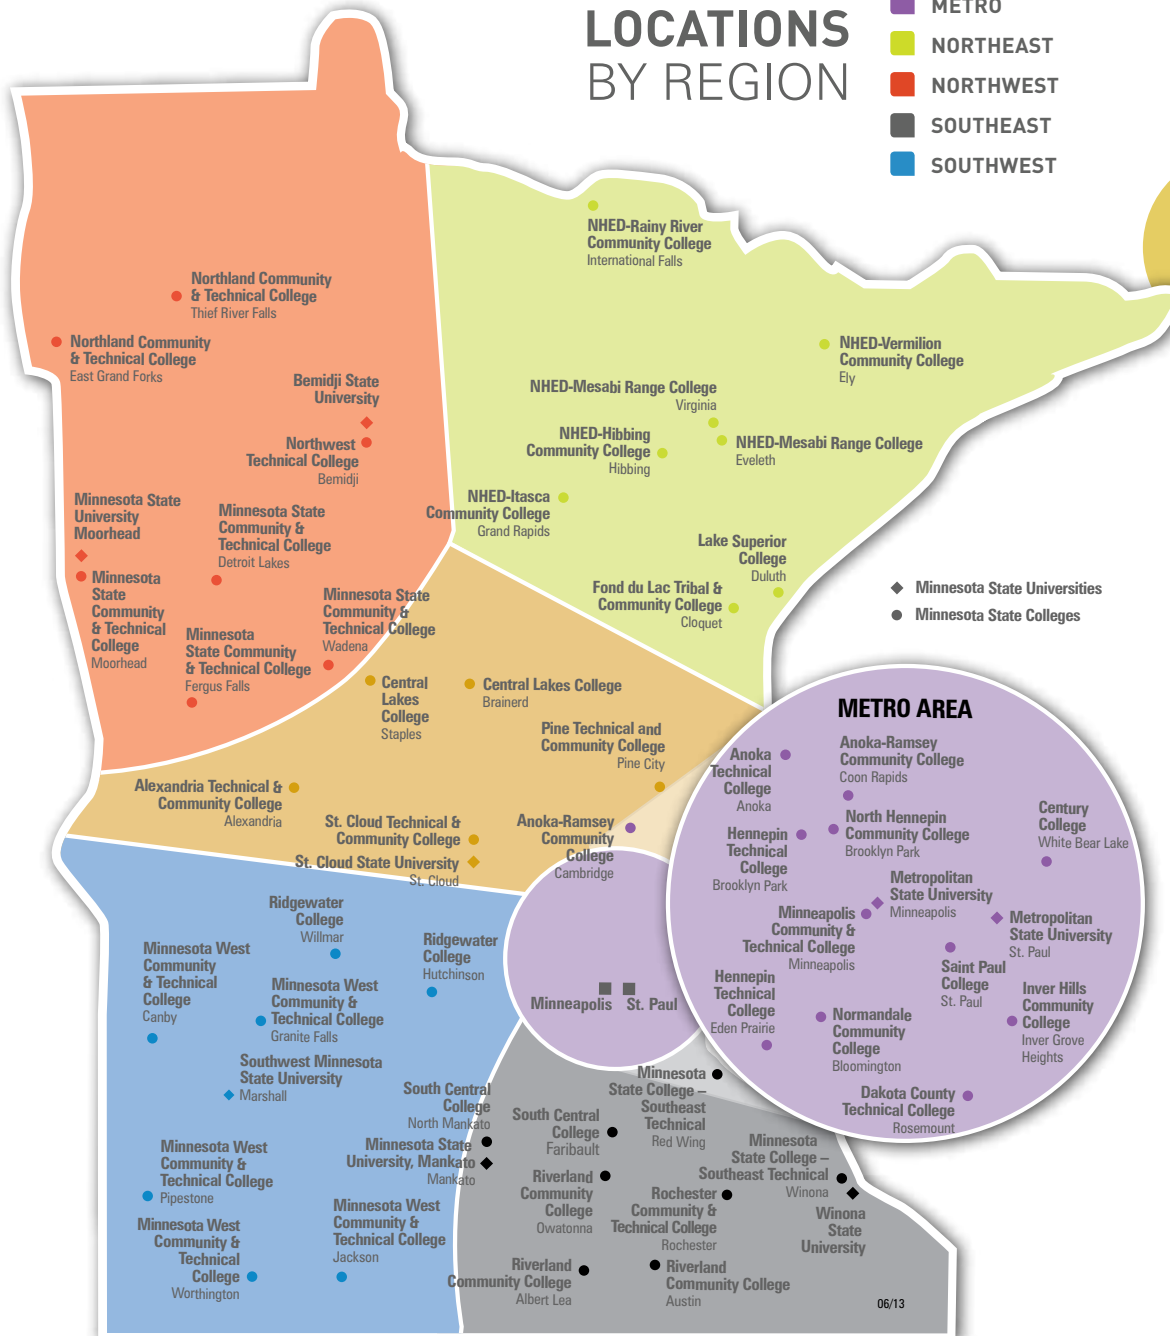 LOCATIONS
BY REGION
METRO
NORTHEAST
NORTHWEST
SOUTHEAST
SOUTHWEST
NHED-Rainy River
Community College
International Falls
Northland Community
& Technical College
Thief River Falls
Northland Community
& Technical College
East Grand Forks
NHED-Vermilion
Community College
Ely
Bemidji State
University
NHED-Mesabi Range College
Virginia
Northwest
Technical College
Bemidji
NHED-Hibbing
Community College
Hibbing
NHED-Mesabi Range College
Eveleth
Minnesota State
University
Moorhead
Minnesota State
Community &
Technical College
Detroit Lakes
NHED-Itasca
Community College
Grand Rapids
Lake Superior
College
Duluth
Minnesota
State
Community
& Technical
College
Moorhead
Minnesota State
Community &
Technical College
Wadena
Fond du Lac Tribal &
Community College
Cloquet
Minnesota State Universities
Minnesota State Colleges
Minnesota
State Community
& Technical College
Fergus Falls
Central
Lakes
College
Staples
Central Lakes College
Brainerd
Pine Technical and
Community College
Pine City
Alexandria Technical &
Community College
Alexandria
St. Cloud Technical &
Community College
St. Cloud State University
St. Cloud
Anoka-Ramsey
Community
College
Cambridge
METRO AREA
Anoka
Technical
College
Anoka
Anoka-Ramsey
Community College
Coon Rapids
North Hennepin
Community College
Brooklyn Park
Century
College
White Bear Lake
Hennepin
Technical
College
Brooklyn Park
Metropolitan
State University
Minneapolis
Minneapolis
Community &
Technical College
Minneapolis
Metropolitan
State University
St. Paul
Saint Paul
College
St. Paul
Hennepin
Technical
College
Eden Prairie
Normandale
Community
College
Bloomington
Inver Hills
Community
College
Inver Grove
Heights
Dakota County
Technical College
Rosemount
Ridgewater
College
Willmar
Ridgewater
College
Hutchinson
Minnesota West
Community
& Technical
College
Canby
Minnesota West
Community &
Technical College
Granite Falls
Minneapolis
St. Paul
Southwest Minnesota
State University
Marshall
South Central
College
North Mankato
Minnesota State
University, Mankato
Mankato
South Central
College
Faribault
Minnesota
State College –
Southeast
Technical
Red Wing
Minnesota
State College –
Southeast Technical
Winona
Minnesota West
Community &
Technical College
Pipestone
Riverland
Community
College
Owatonna
Rochester
Community &
Technical College
Rochester
Winona
State
University
Minnesota West
Community &
Technical College
Jackson
Minnesota West
Community &
Technical
College
Worthington
Riverland
Community College
Albert Lea
Riverland
Community College
Austin
06/13